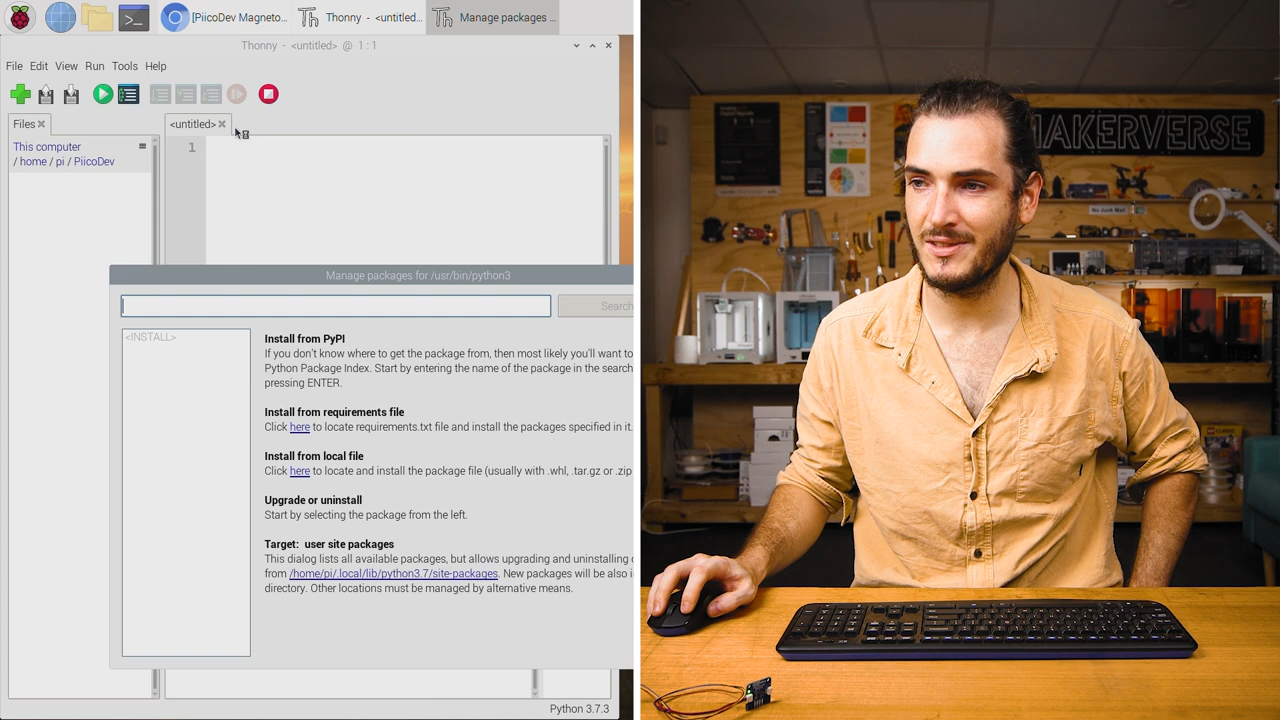 [PiicoDev Magneto...
Thonny - <untitled...
Manage packages ...
Thonny - <untitled> @ 1 : 1
File Edit View Run Tools Help
Files
<untitled>
This computer
/ home / pi / PiicoDev
1
Manage packages for /usr/bin/python3
Search
<INSTALL>
Install from PyPI
If you don't know where to get the package from, then most likely you'll want to
Python Package Index. Start by entering the name of the package in the search
pressing ENTER.
Install from requirements file
Click here to locate requirements.txt file and install the packages specified in it.
Install from local file
Click here to locate and install the package file (usually with .whl, .tar.gz or .zip
Upgrade or uninstall
Start by selecting the package from the left.
Target: user site packages
This dialog lists all available packages, but allows upgrading and uninstalling
from /home/pi/.local/lib/python3.7/site-packages. New packages will be also i
directory. Other locations must be managed by alternative means.
Python 3.7.3
MAKERVERSE
No Junk Mail
CLASSIC